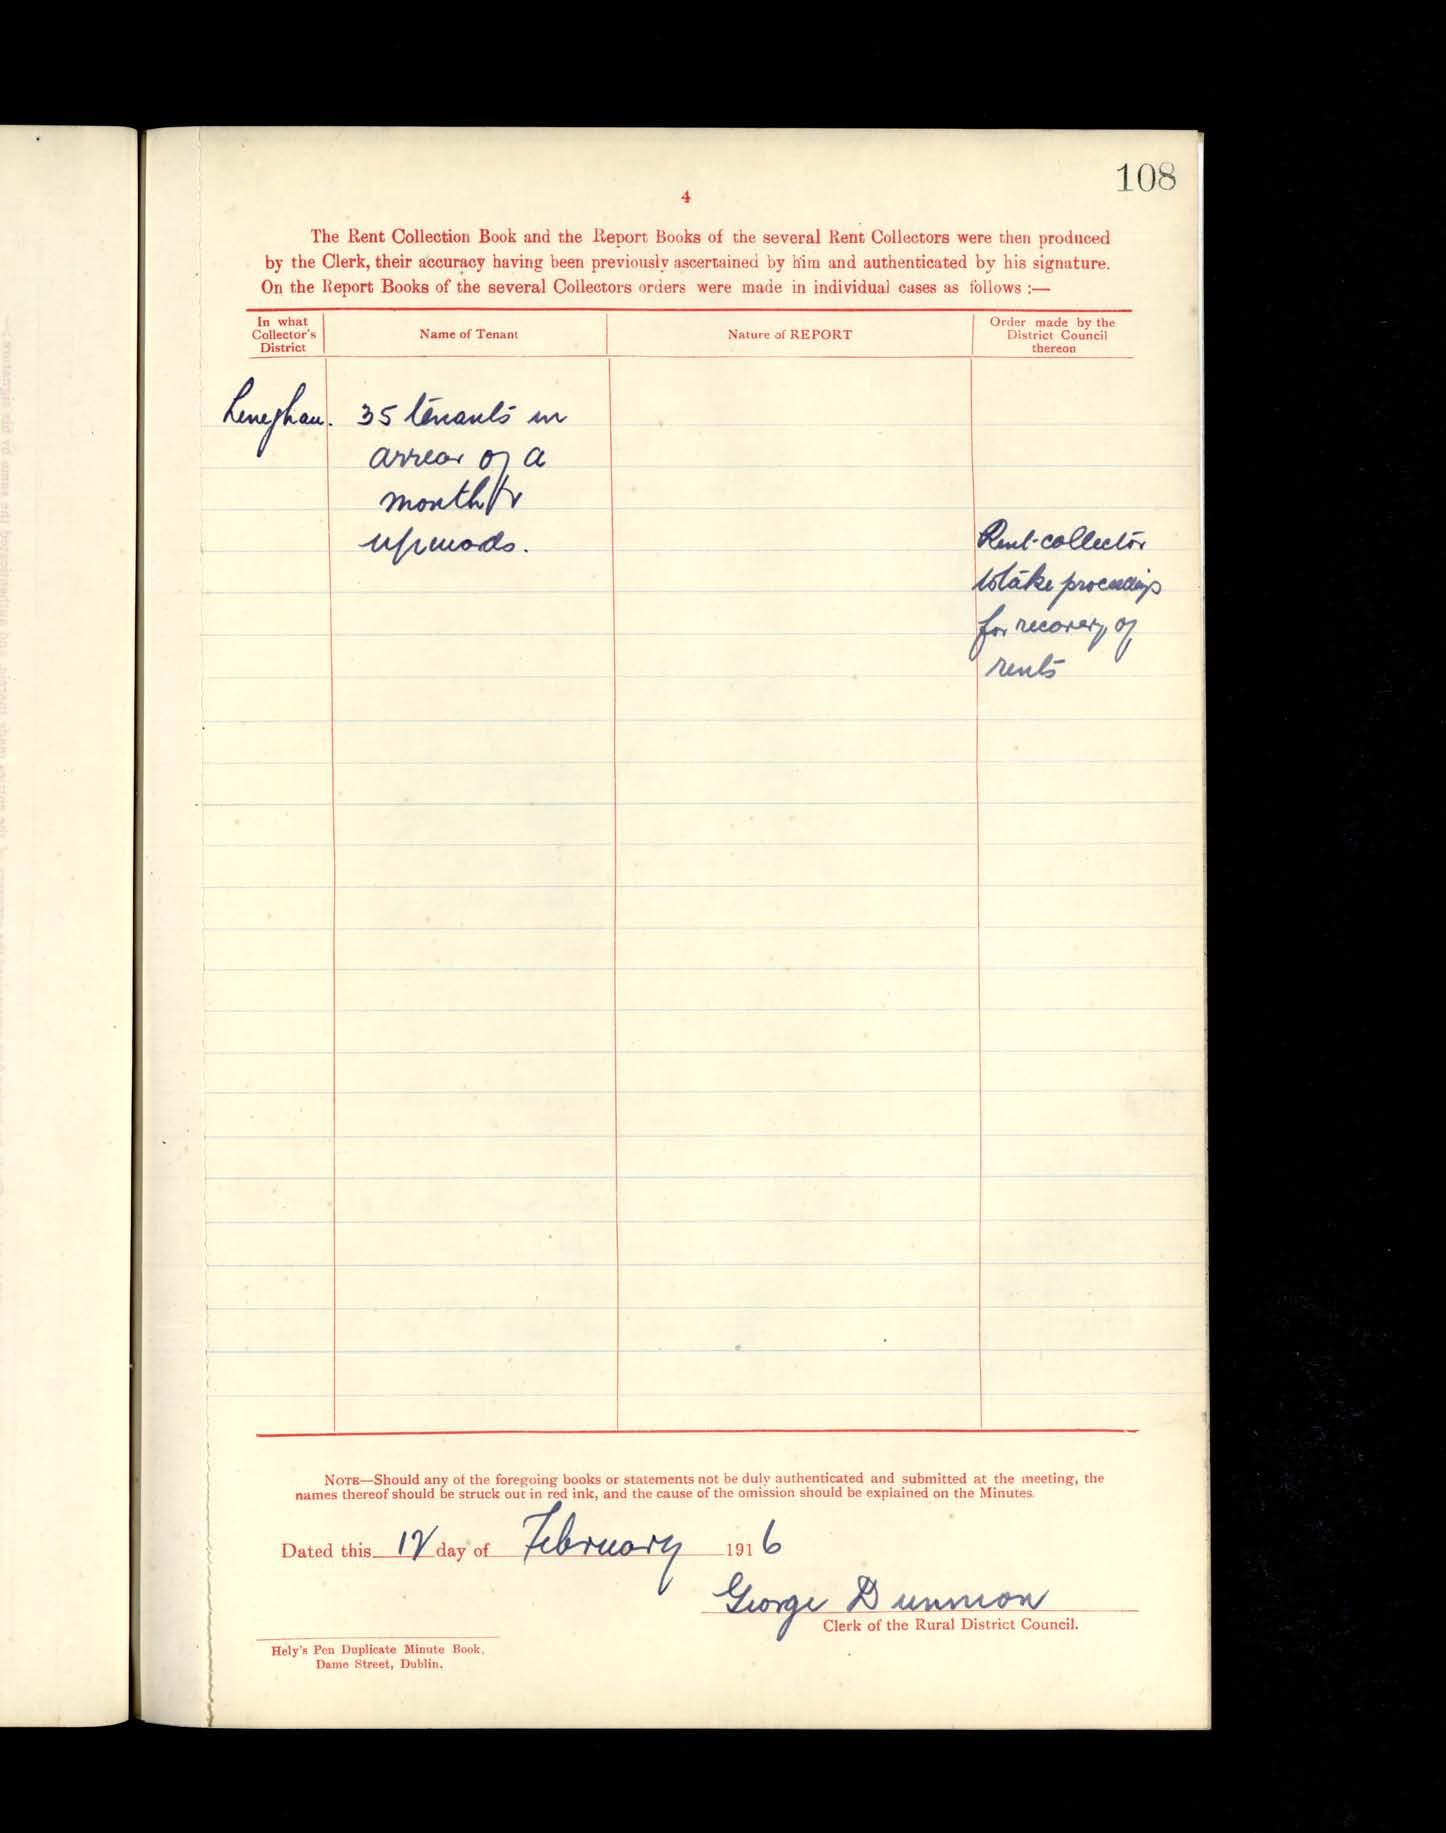 108
4
The Rent Collection Book and the Report Books of the several Rent Collectors were then produced
by the Clerk, their accuracy having been previously ascertained by him and authenticated by his signature.
On the Report Books of the several Collectors orders were made in individual cases as follows :—
In what Collector's District
Name of Tenant
Nature of REPORT
Order made by the District Council thereon
Leneghan. 35 tenants in
arrear of a
month &
upwards.
Rent-collector
to take proceedings
for recovery of
rents
NOTE—Should any of the foregoing books or statements not be duly authenticated and submitted at the meeting, the
names thereof should be struck out in red ink, and the cause of the omission should be explained on the Minutes.
Dated this 12 day of February 1916
George Dunnion
Clerk of the Rural District Council.
Hely's Pen Duplicate Minute Book.
Dame Street, Dublin.